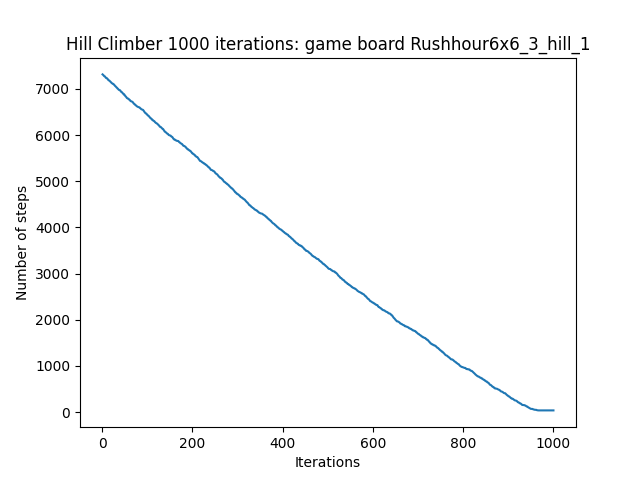 Hill Climber 1000 iterations: game board Rushhour6x6_3_hill_1
Number of steps
7000
6000
5000
4000
3000
2000
1000
0
0 200 400 600 800 1000
Iterations